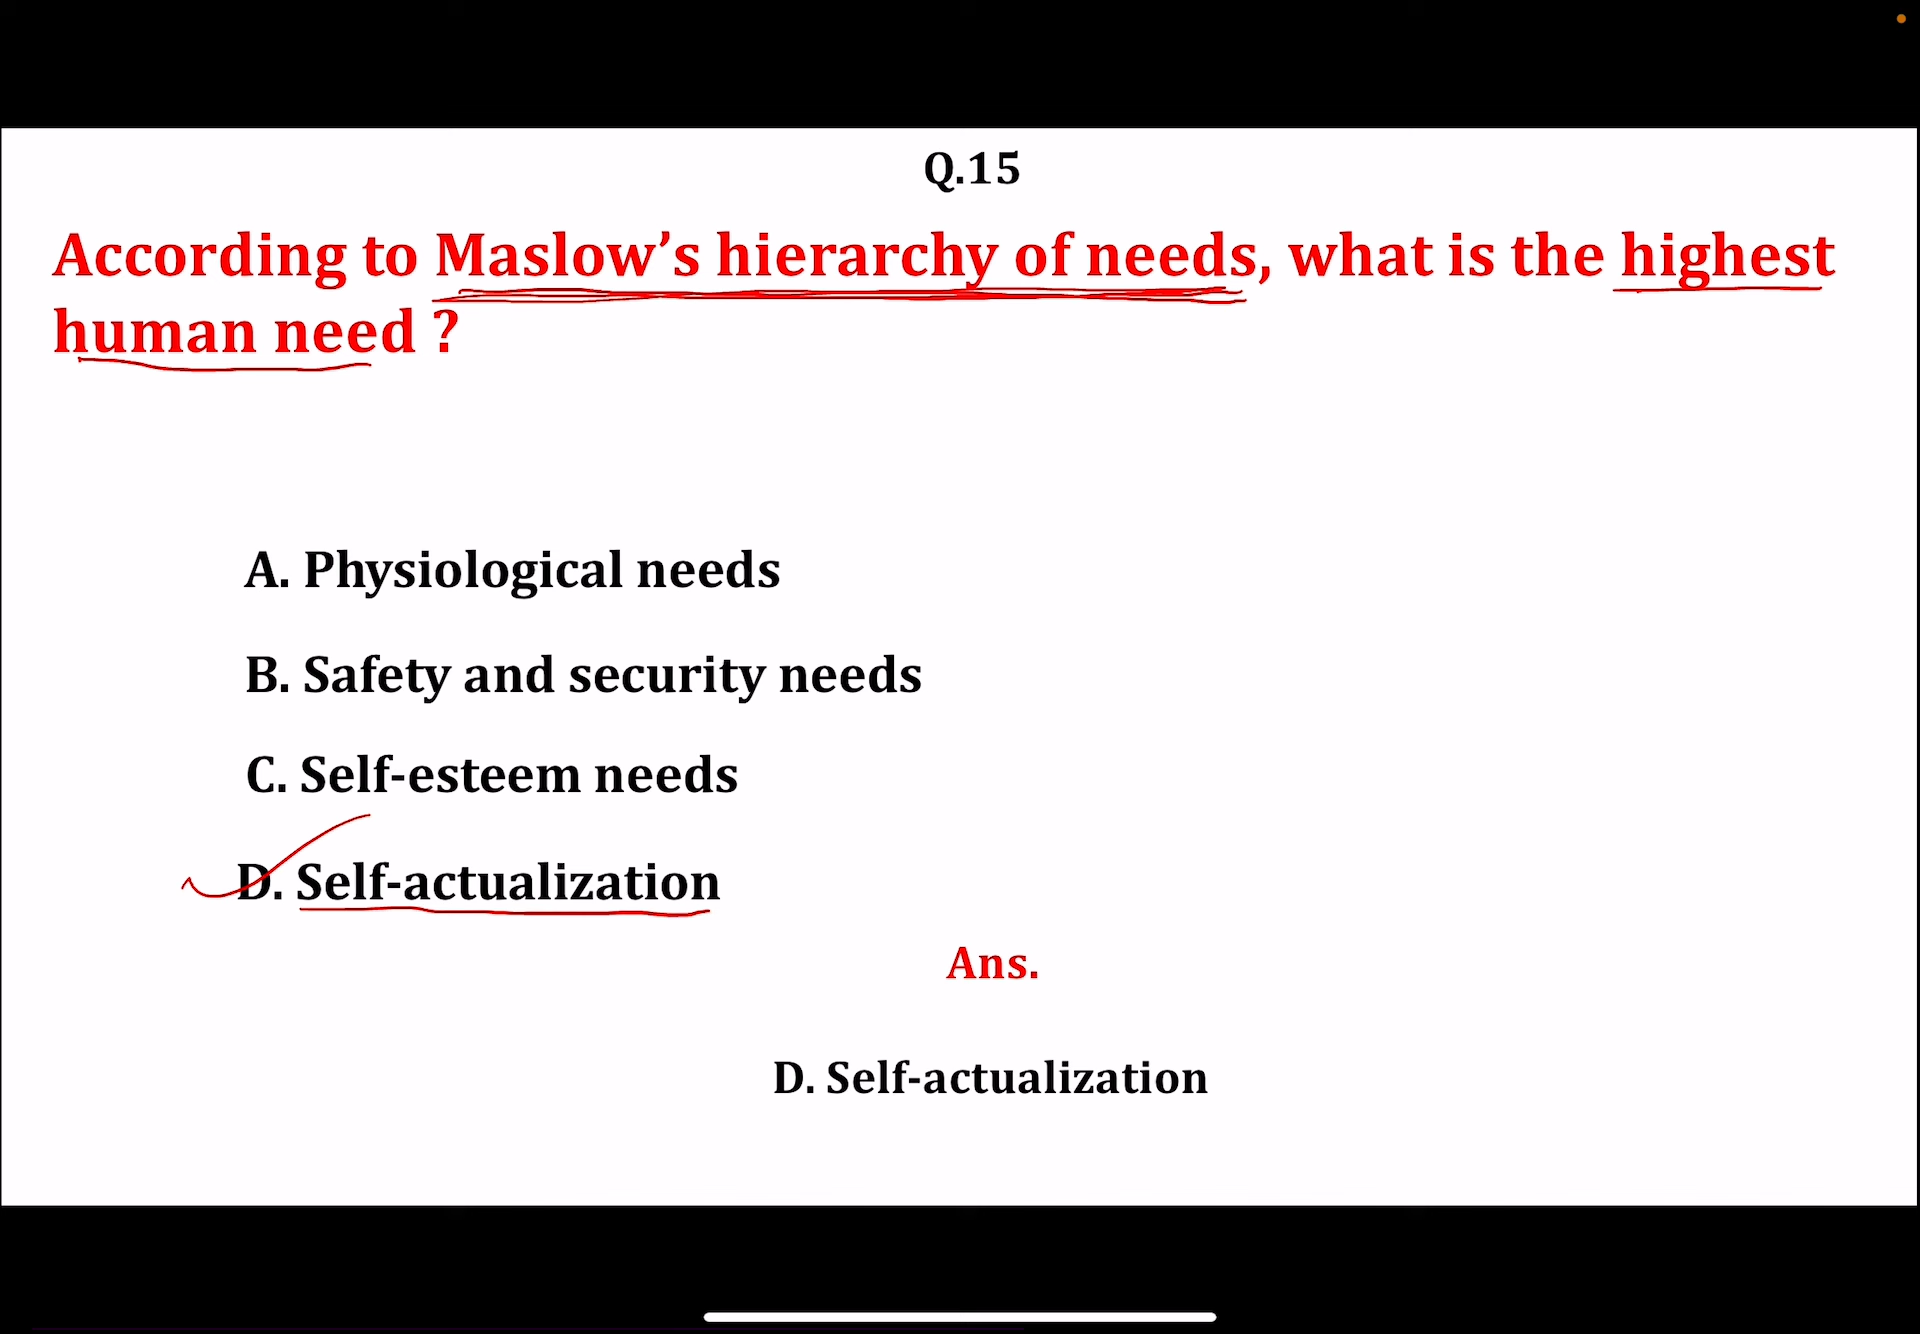 Q.15
According to Maslow’s hierarchy of needs, what is the highest
human need ?
A. Physiological needs
B. Safety and security needs
C. Self-esteem needs
D. Self-actualization
Ans.
D. Self-actualization